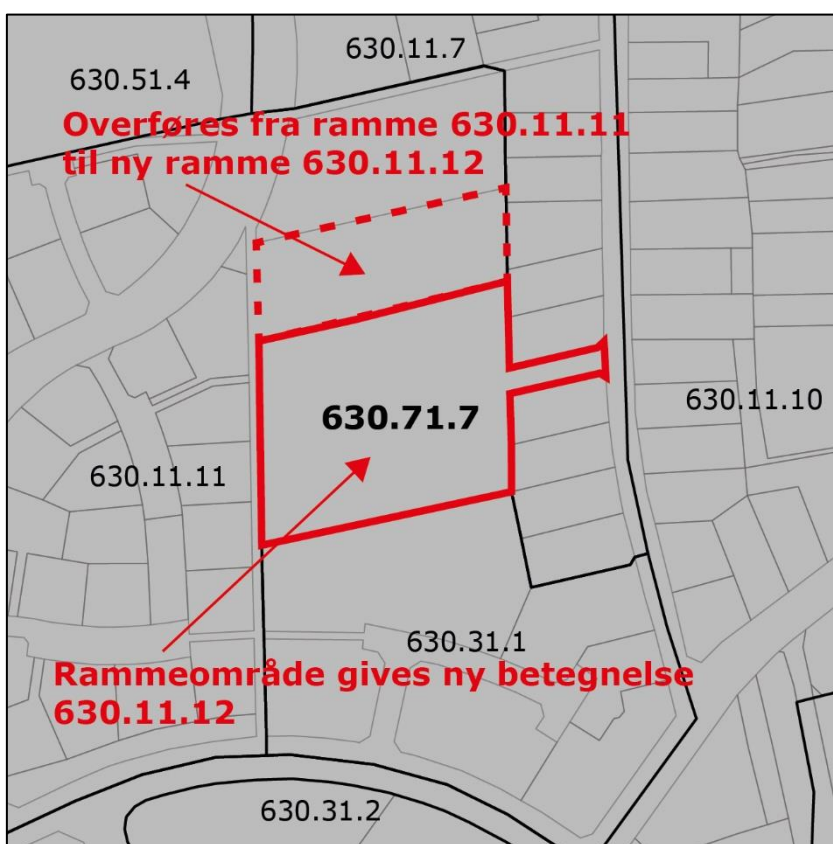 630.11.7
630.51.4
Overføres fra ramme 630.11.11
til ny ramme 630.11.12
630.71.7
630.11.10
630.11.11
630.31.1
Rammeområde gives ny betegnelse
630.11.12
630.31.2